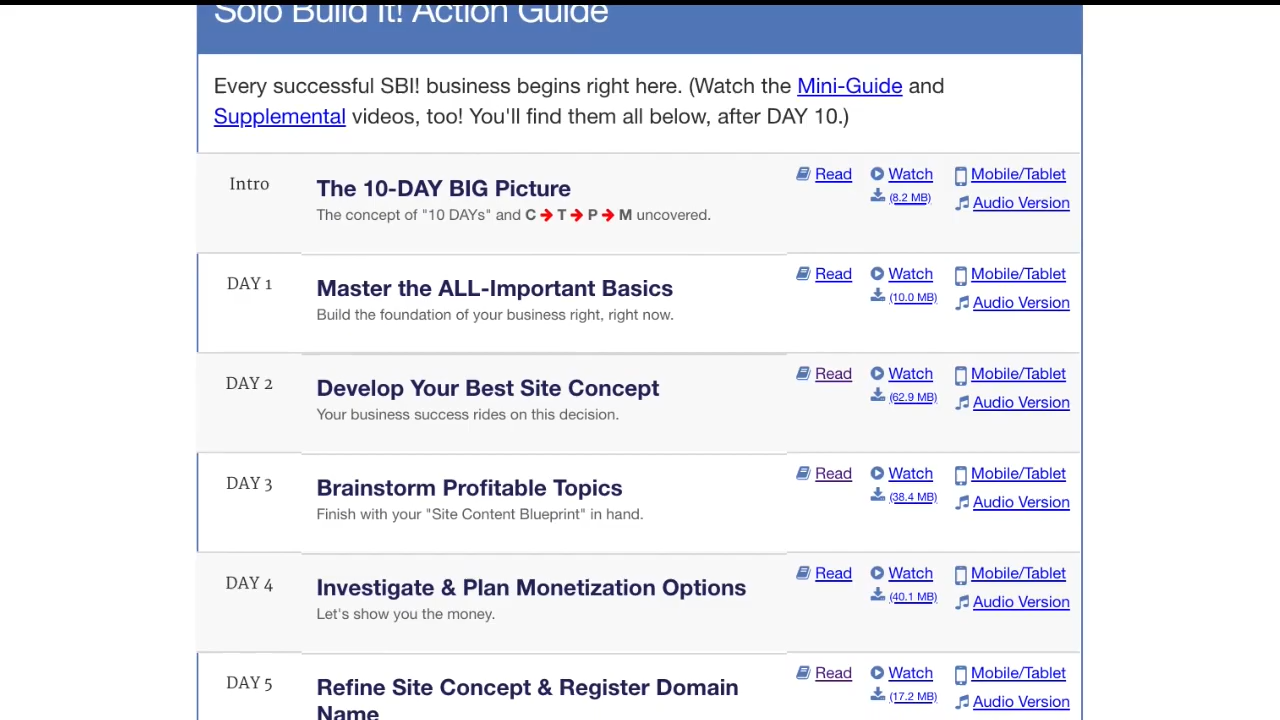 Solo Build It! Action Guide
Every successful SBI! business begins right here. (Watch the Mini-Guide and
Supplemental videos, too! You'll find them all below, after DAY 10.)
Intro
The 10-DAY BIG Picture
The concept of "10 DAYs" and C → T → P → M uncovered.
Read Watch Mobile/Tablet
(8.2 MB) Audio Version
DAY 1
Master the ALL-Important Basics
Build the foundation of your business right, right now.
Read Watch Mobile/Tablet
(10.0 MB) Audio Version
DAY 2
Develop Your Best Site Concept
Your business success rides on this decision.
Read Watch Mobile/Tablet
(62.9 MB) Audio Version
DAY 3
Brainstorm Profitable Topics
Finish with your "Site Content Blueprint" in hand.
Read Watch Mobile/Tablet
(38.4 MB) Audio Version
DAY 4
Investigate & Plan Monetization Options
Let's show you the money.
Read Watch Mobile/Tablet
(40.1 MB) Audio Version
DAY 5
Refine Site Concept & Register Domain
Name
Read Watch Mobile/Tablet
(17.2 MB) Audio Version